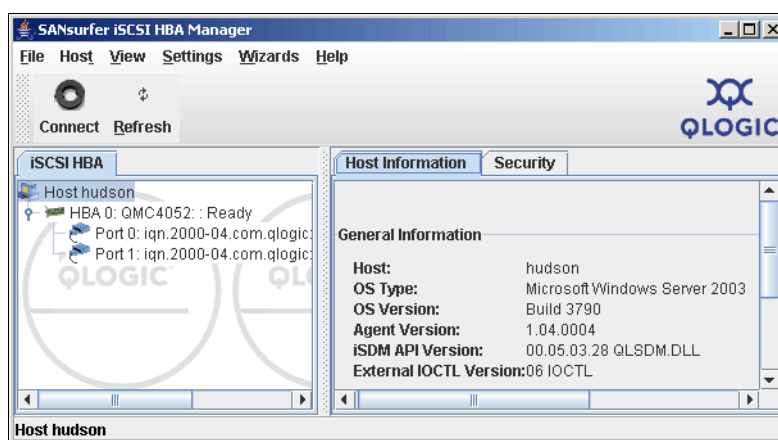 SANsurfer iSCSI HBA Manager
File Host View Settings Wizards Help
Connect Refresh
QLOGIC
iSCSI HBA
Host hudson
HBA 0: QMC4052: : Ready
Port 0: iqn.2000-04.com.qlogic:
Port 1: iqn.2000-04.com.qlogic:
QLOGIC
QL
Host Information Security
General Information
Host: hudson
OS Type: Microsoft Windows Server 2003
OS Version: Build 3790
Agent Version: 1.04.0004
iSDM API Version: 00.05.03.28 QLSDM.DLL
External IOCTL Version:06 IOCTL
Host hudson